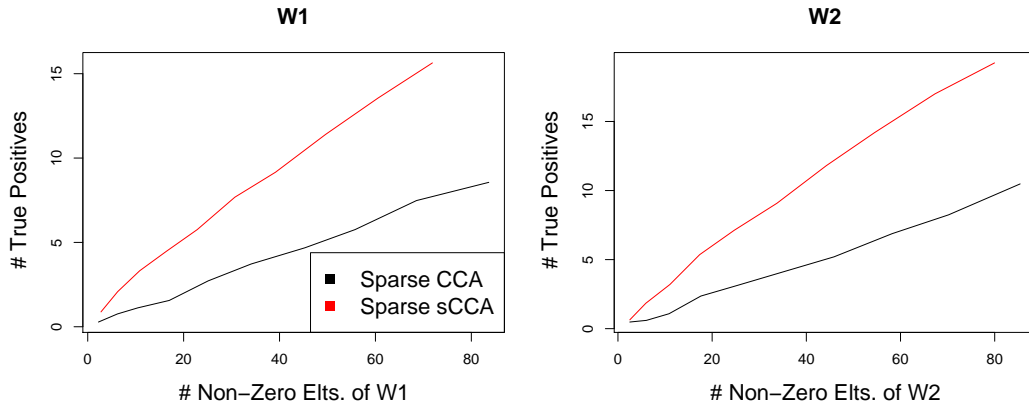 W1
# True Positives
15
10
5
0
0
20
40
60
80
# Non−Zero Elts. of W1
Sparse CCA
Sparse sCCA
W2
# True Positives
15
10
5
0
0
20
40
60
80
# Non−Zero Elts. of W2